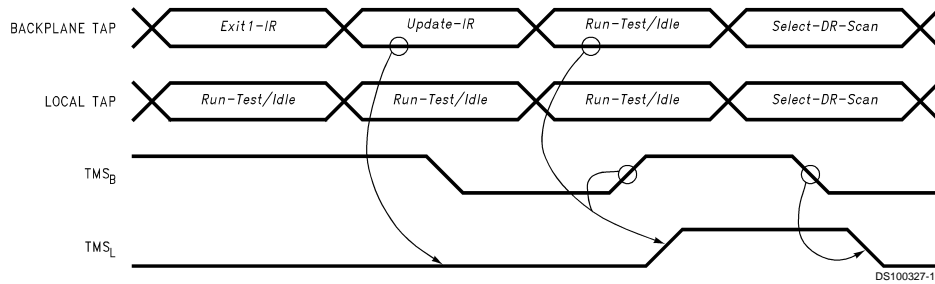 BACKPLANE TAP
Exit1-IR
Update-IR
Run-Test/Idle
Select-DR-Scan
LOCAL TAP
Run-Test/Idle
Run-Test/Idle
Run-Test/Idle
Select-DR-Scan
TMSB
TMSL
DS100327-1